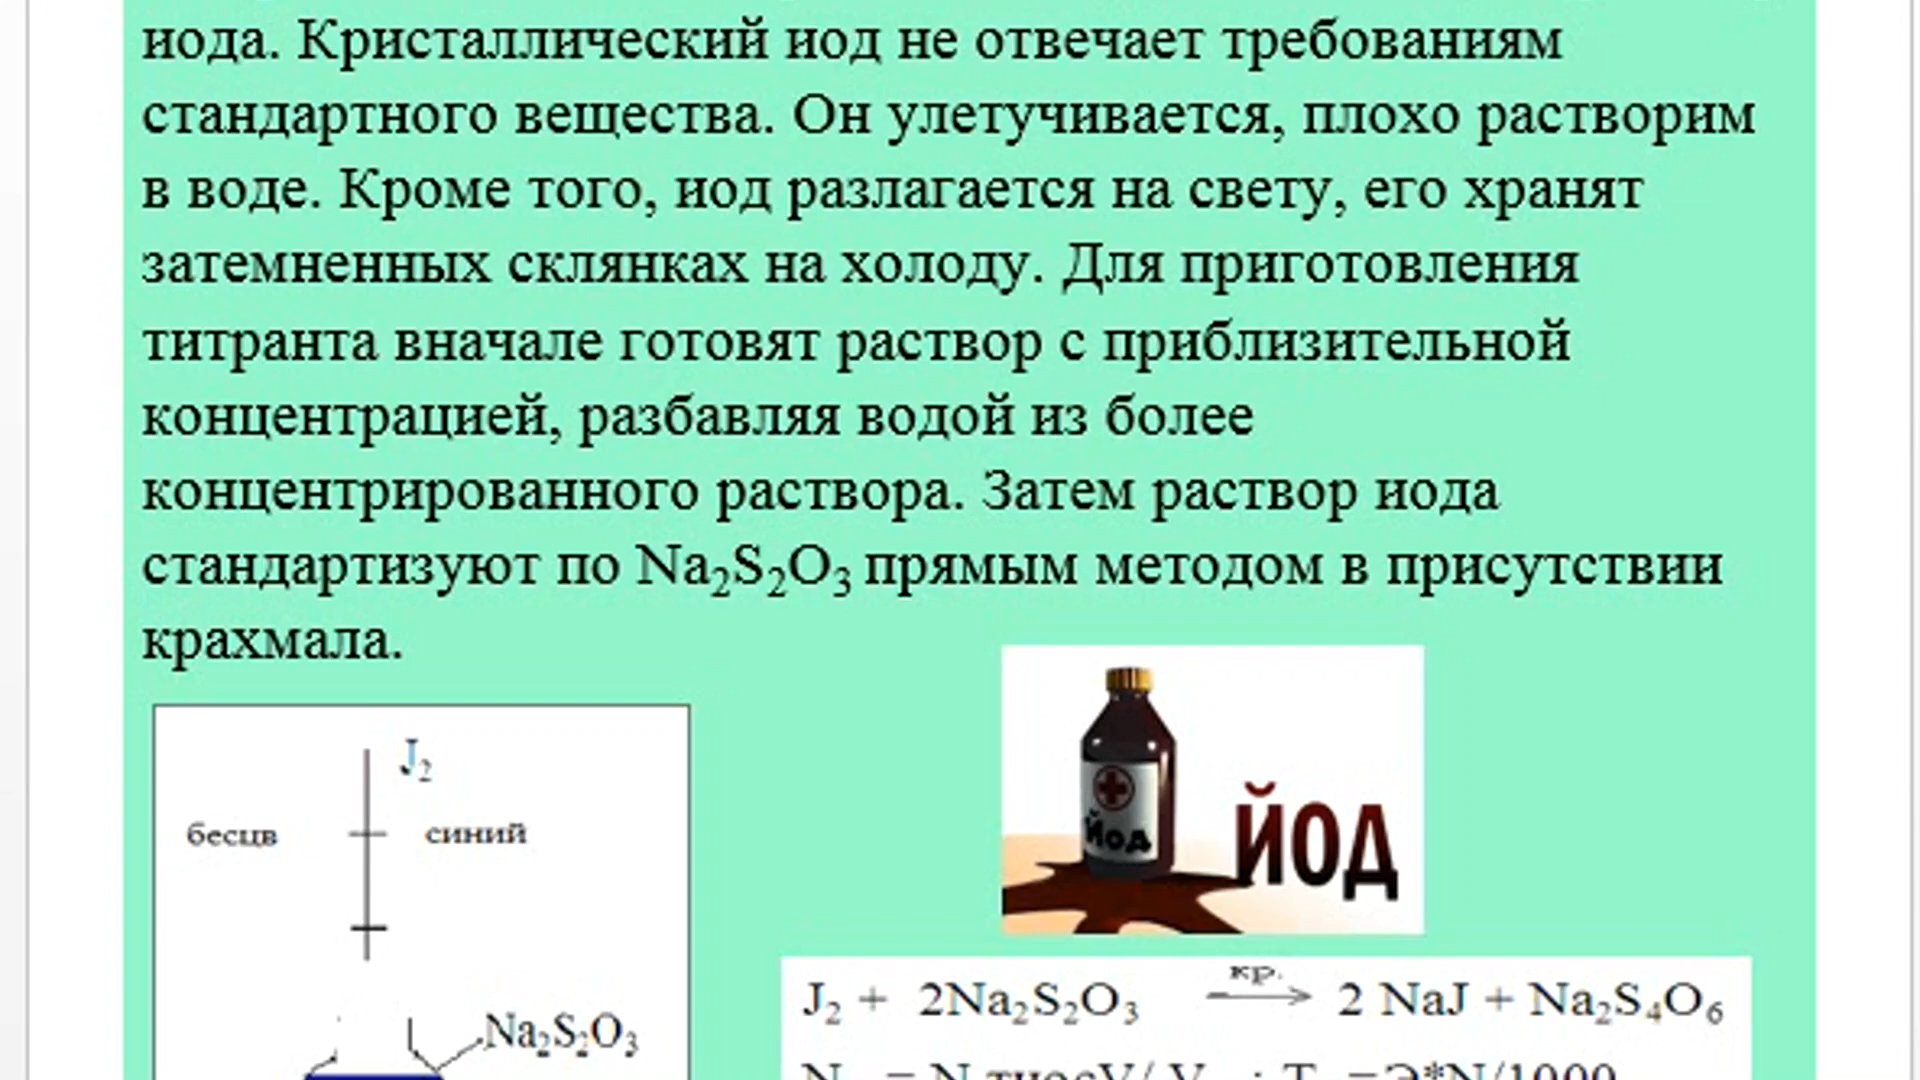 иода. Кристаллический иод не отвечает требованиям
стандартного вещества. Он улетучивается, плохо растворим
в воде. Кроме того, иод разлагается на свету, его хранят
затемненных склянках на холоду. Для приготовления
титранта вначале готовят раствор с приблизительной
концентрацией, разбавляя водой из более
концентрированного раствора. Затем раствор иода
стандартизуют по Na₂S₂O₃ прямым методом в присутствии
крахмала.
J₂
бесцв синий
Na₂S₂O₃
Йод
ЙОД
кр.
J₂ + 2Na₂S₂O₃ → 2 NaJ + Na₂S₄O₆